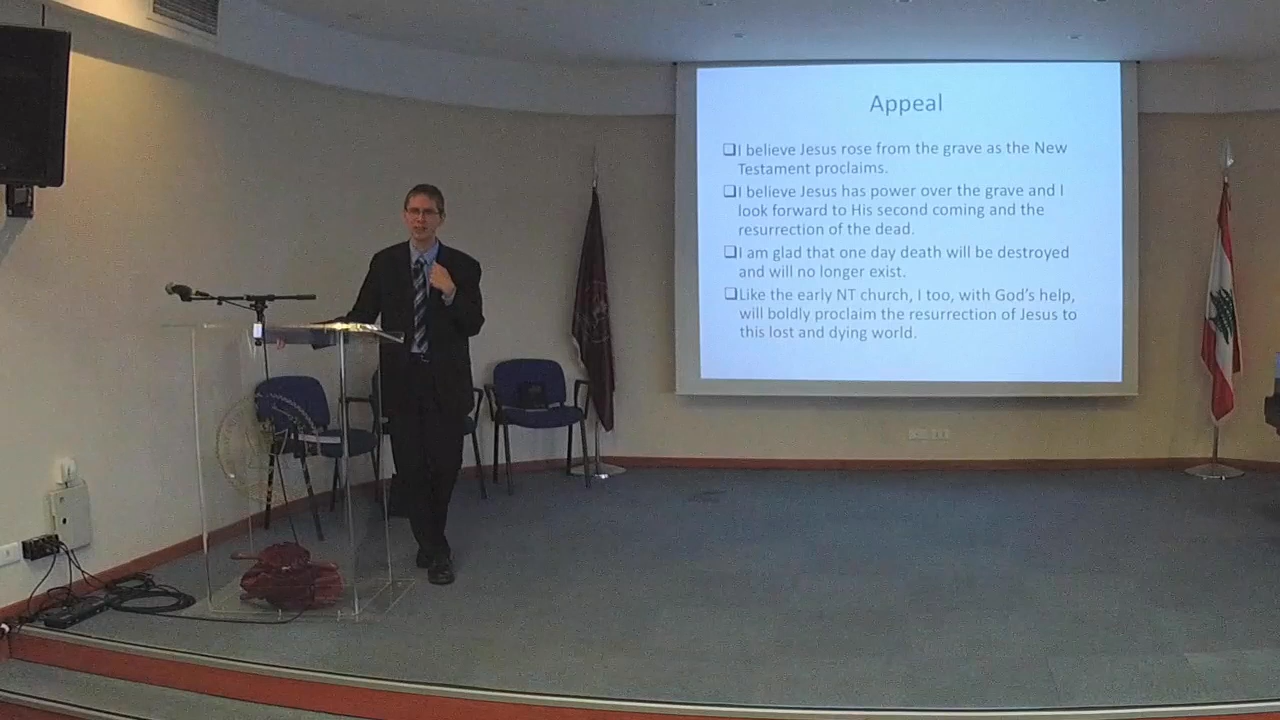 Appeal
I believe Jesus rose from the grave as the New
Testament proclaims.
I believe Jesus has power over the grave and I
look forward to His second coming and the
resurrection of the dead.
I am glad that one day death will be destroyed
and will no longer exist.
Like the early NT church, I too, with God's help,
will boldly proclaim the resurrection of Jesus to
this lost and dying world.